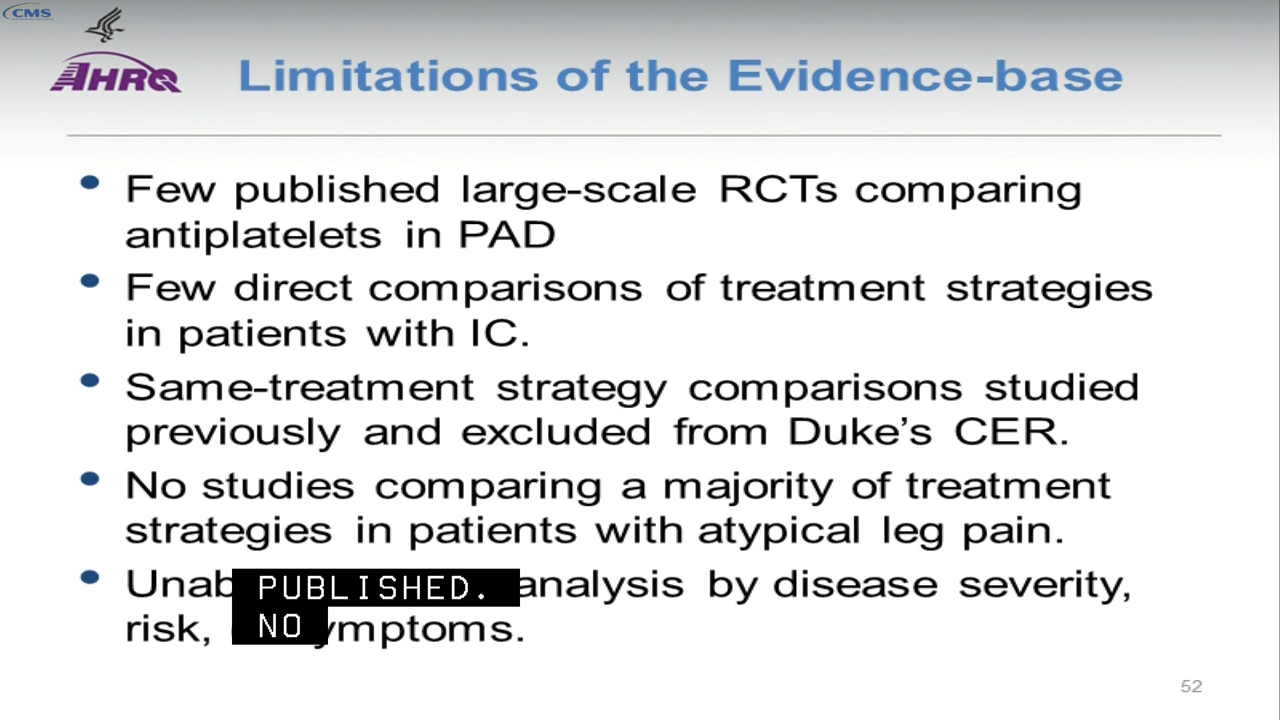 CMS
AHRQ
Limitations of the Evidence-base
• Few published large-scale RCTs comparing
antiplatelets in PAD
• Few direct comparisons of treatment strategies
in patients with IC.
• Same-treatment strategy comparisons studied
previously and excluded from Duke’s CER.
• No studies comparing a majority of treatment
strategies in patients with atypical leg pain.
• analysis by disease severity,
PUBLISHED.
risk, symptoms.
NO
52